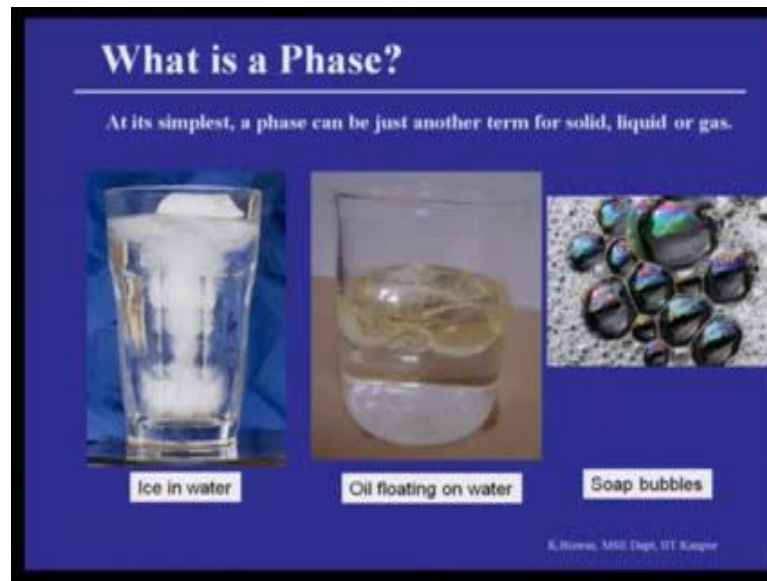 What is a Phase?
At its simplest, a phase can be just another term for solid, liquid or gas.
Ice in water
Oil floating on water
Soap bubbles
K.Biswas, MSE Dept, IIT Kanpur